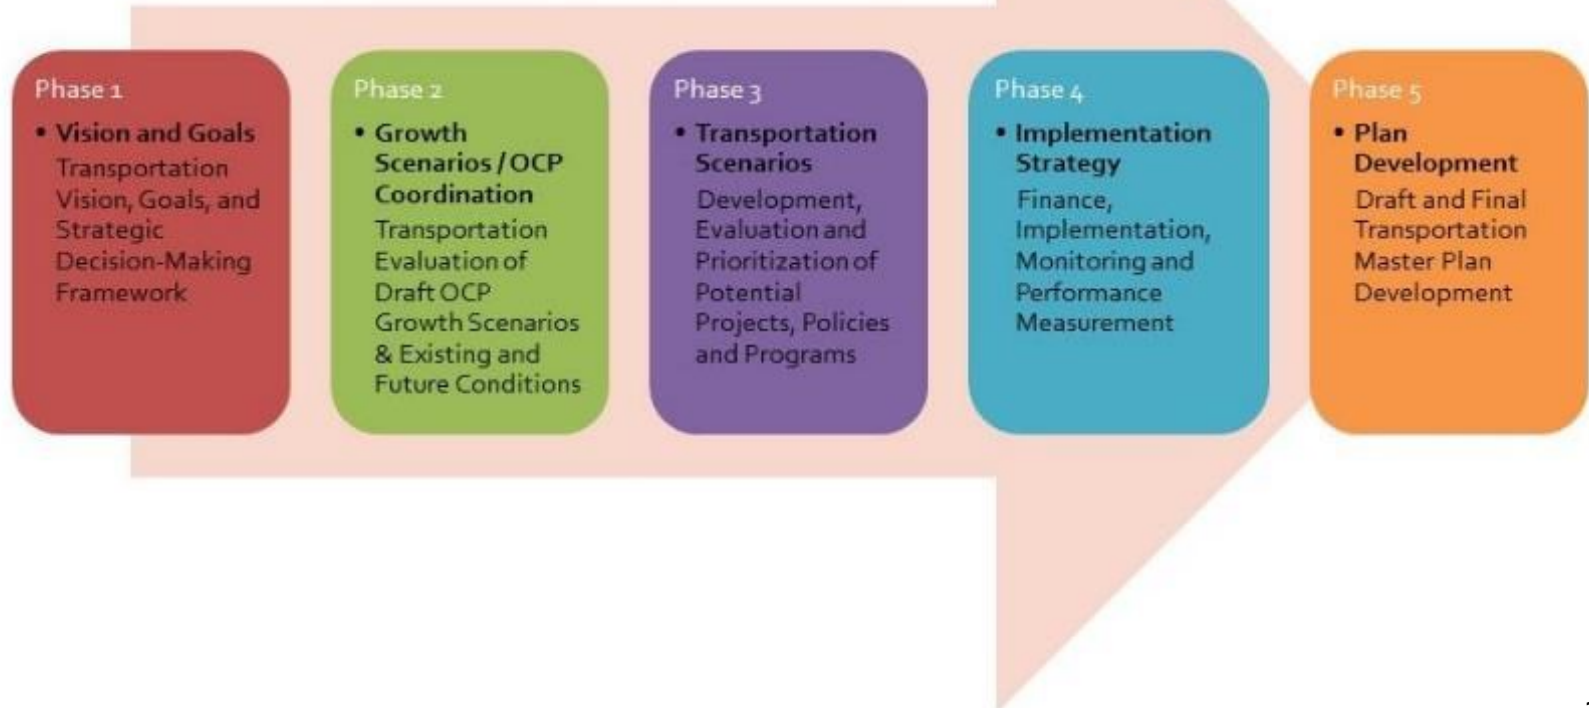 Phase 1
• Vision and Goals
Transportation
Vision, Goals, and
Strategic
Decision-Making
Framework
Phase 2
• Growth
Scenarios / OCP
Coordination
Transportation
Evaluation of
Draft OCP
Growth Scenarios
& Existing and
Future Conditions
Phase 3
• Transportation
Scenarios
Development,
Evaluation and
Prioritization of
Potential
Projects, Policies
and Programs
Phase 4
• Implementation
Strategy
Finance,
Implementation,
Monitoring and
Performance
Measurement
Phase 5
• Plan
Development
Draft and Final
Transportation
Master Plan
Development